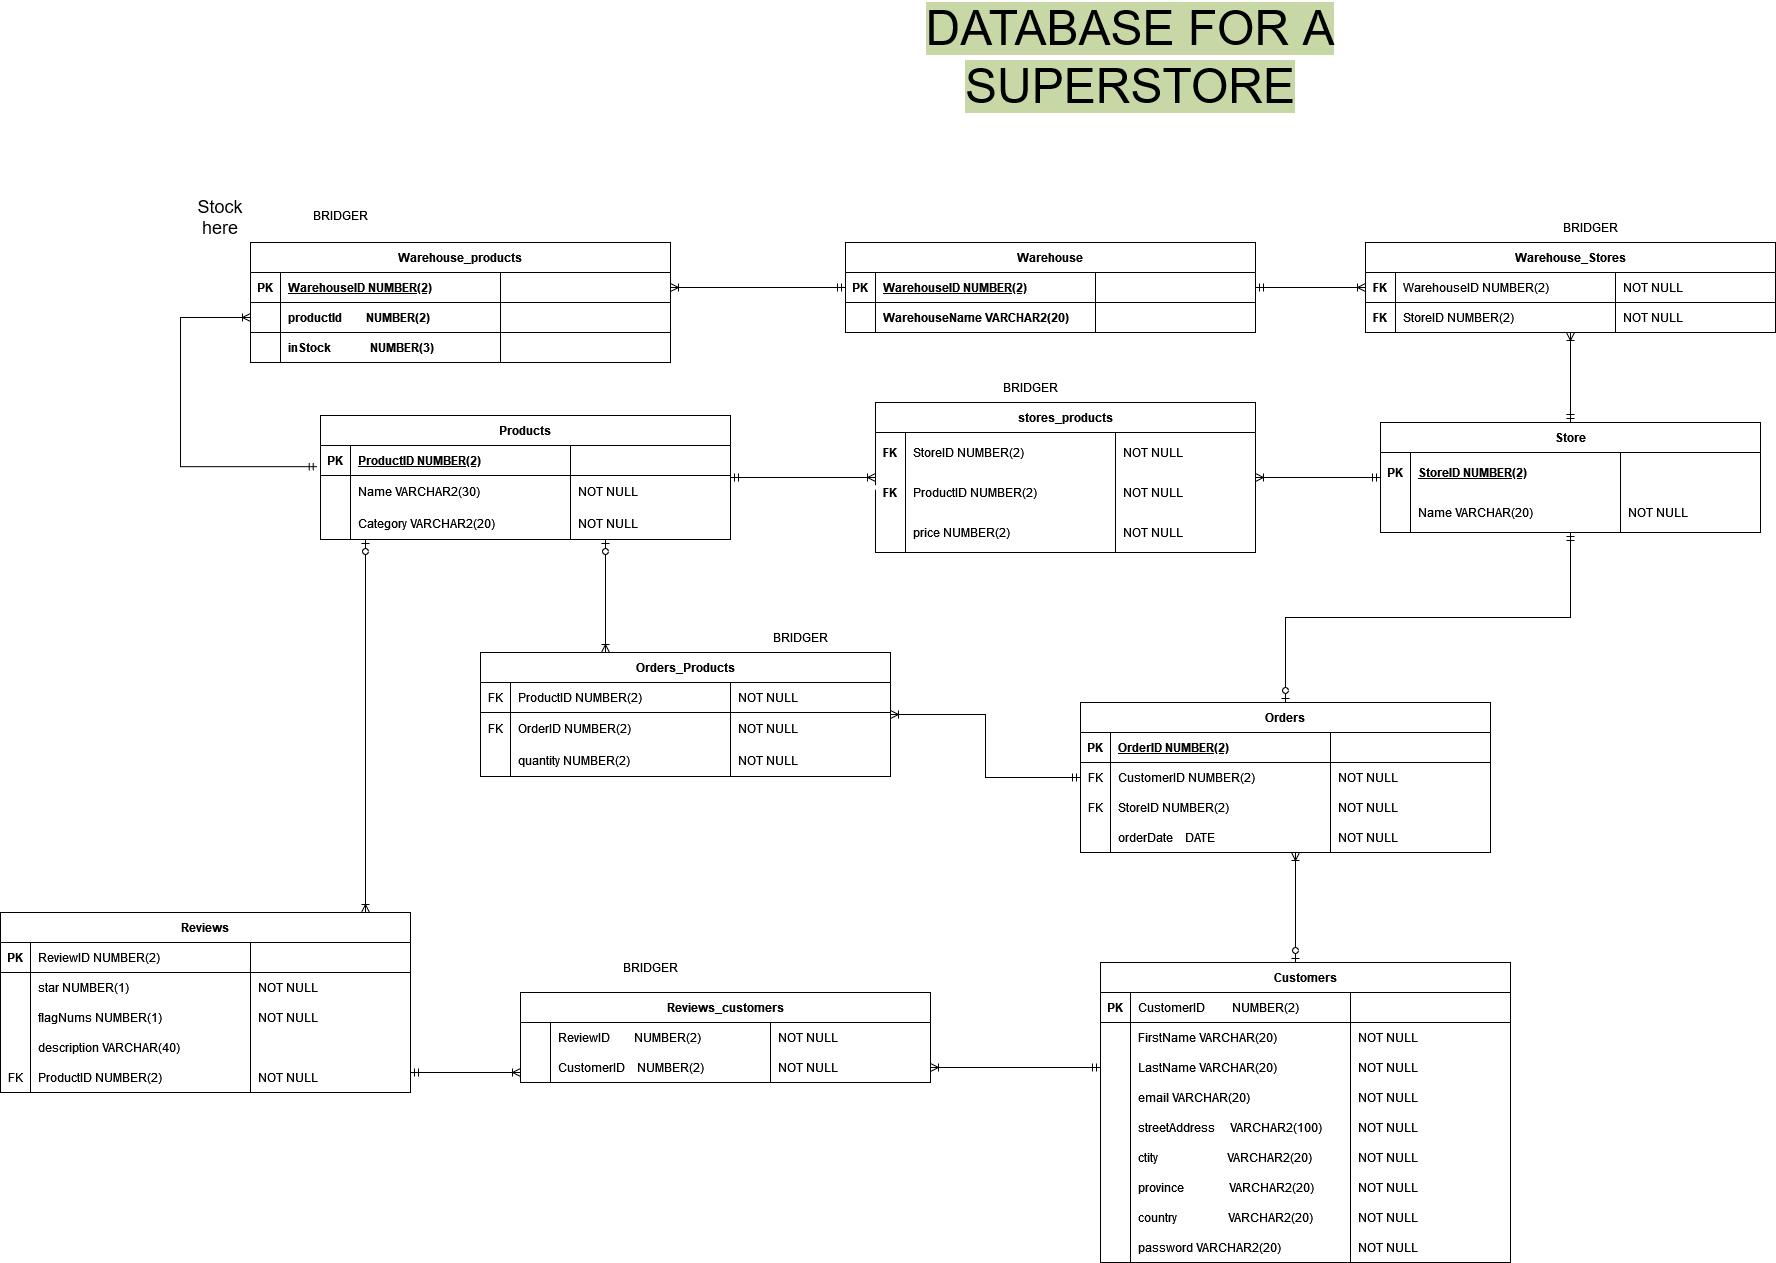 DATABASE FOR A
SUPERSTORE
Stock
here
BRIDGER
Warehouse_products
PK WarehouseID NUMBER(2)
productId NUMBER(2)
inStock NUMBER(3)
Warehouse
PK WarehouseID NUMBER(2)
WarehouseName VARCHAR2(20)
BRIDGER
Warehouse_Stores
FK WarehouseID NUMBER(2) NOT NULL
FK StoreID NUMBER(2) NOT NULL
Products
PK ProductID NUMBER(2)
Name VARCHAR2(30) NOT NULL
Category VARCHAR2(20) NOT NULL
BRIDGER
stores_products
FK StoreID NUMBER(2) NOT NULL
FK ProductID NUMBER(2) NOT NULL
price NUMBER(2) NOT NULL
Store
PK StoreID NUMBER(2)
Name VARCHAR(20) NOT NULL
BRIDGER
Orders_Products
FK ProductID NUMBER(2) NOT NULL
FK OrderID NUMBER(2) NOT NULL
quantity NUMBER(2) NOT NULL
Orders
PK OrderID NUMBER(2)
FK CustomerID NUMBER(2) NOT NULL
FK StoreID NUMBER(2) NOT NULL
orderDate DATE NOT NULL
Reviews
PK ReviewID NUMBER(2)
star NUMBER(1) NOT NULL
flagNums NUMBER(1) NOT NULL
description VARCHAR(40)
FK ProductID NUMBER(2) NOT NULL
BRIDGER
Reviews_customers
ReviewID NUMBER(2) NOT NULL
CustomerID NUMBER(2) NOT NULL
Customers
PK CustomerID NUMBER(2)
FirstName VARCHAR(20) NOT NULL
LastName VARCHAR(20) NOT NULL
email VARCHAR(20) NOT NULL
streetAddress VARCHAR2(100) NOT NULL
ctity VARCHAR2(20) NOT NULL
province VARCHAR2(20) NOT NULL
country VARCHAR2(20) NOT NULL
password VARCHAR2(20) NOT NULL